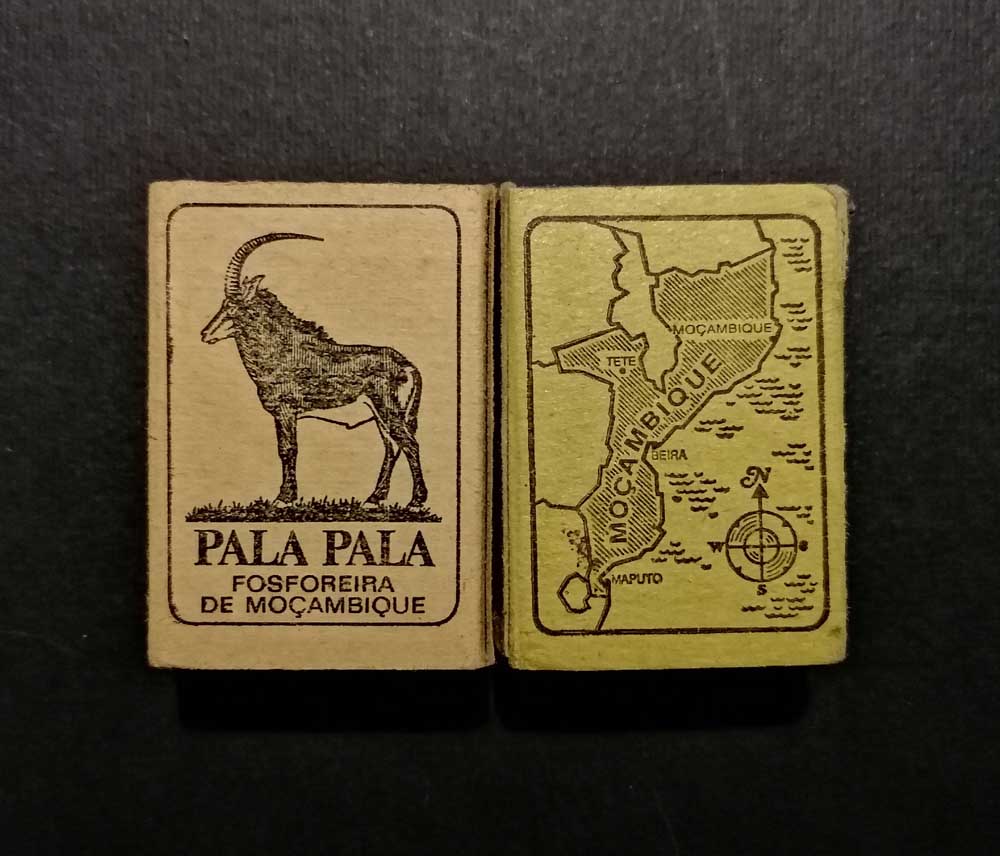 PALA PALA
FOSFOREIRA
DE MOÇAMBIQUE
MOÇAMBIQUE
TETE
MOÇAMBIQUE
BEIRA
MAPUTO
N
W
E
S